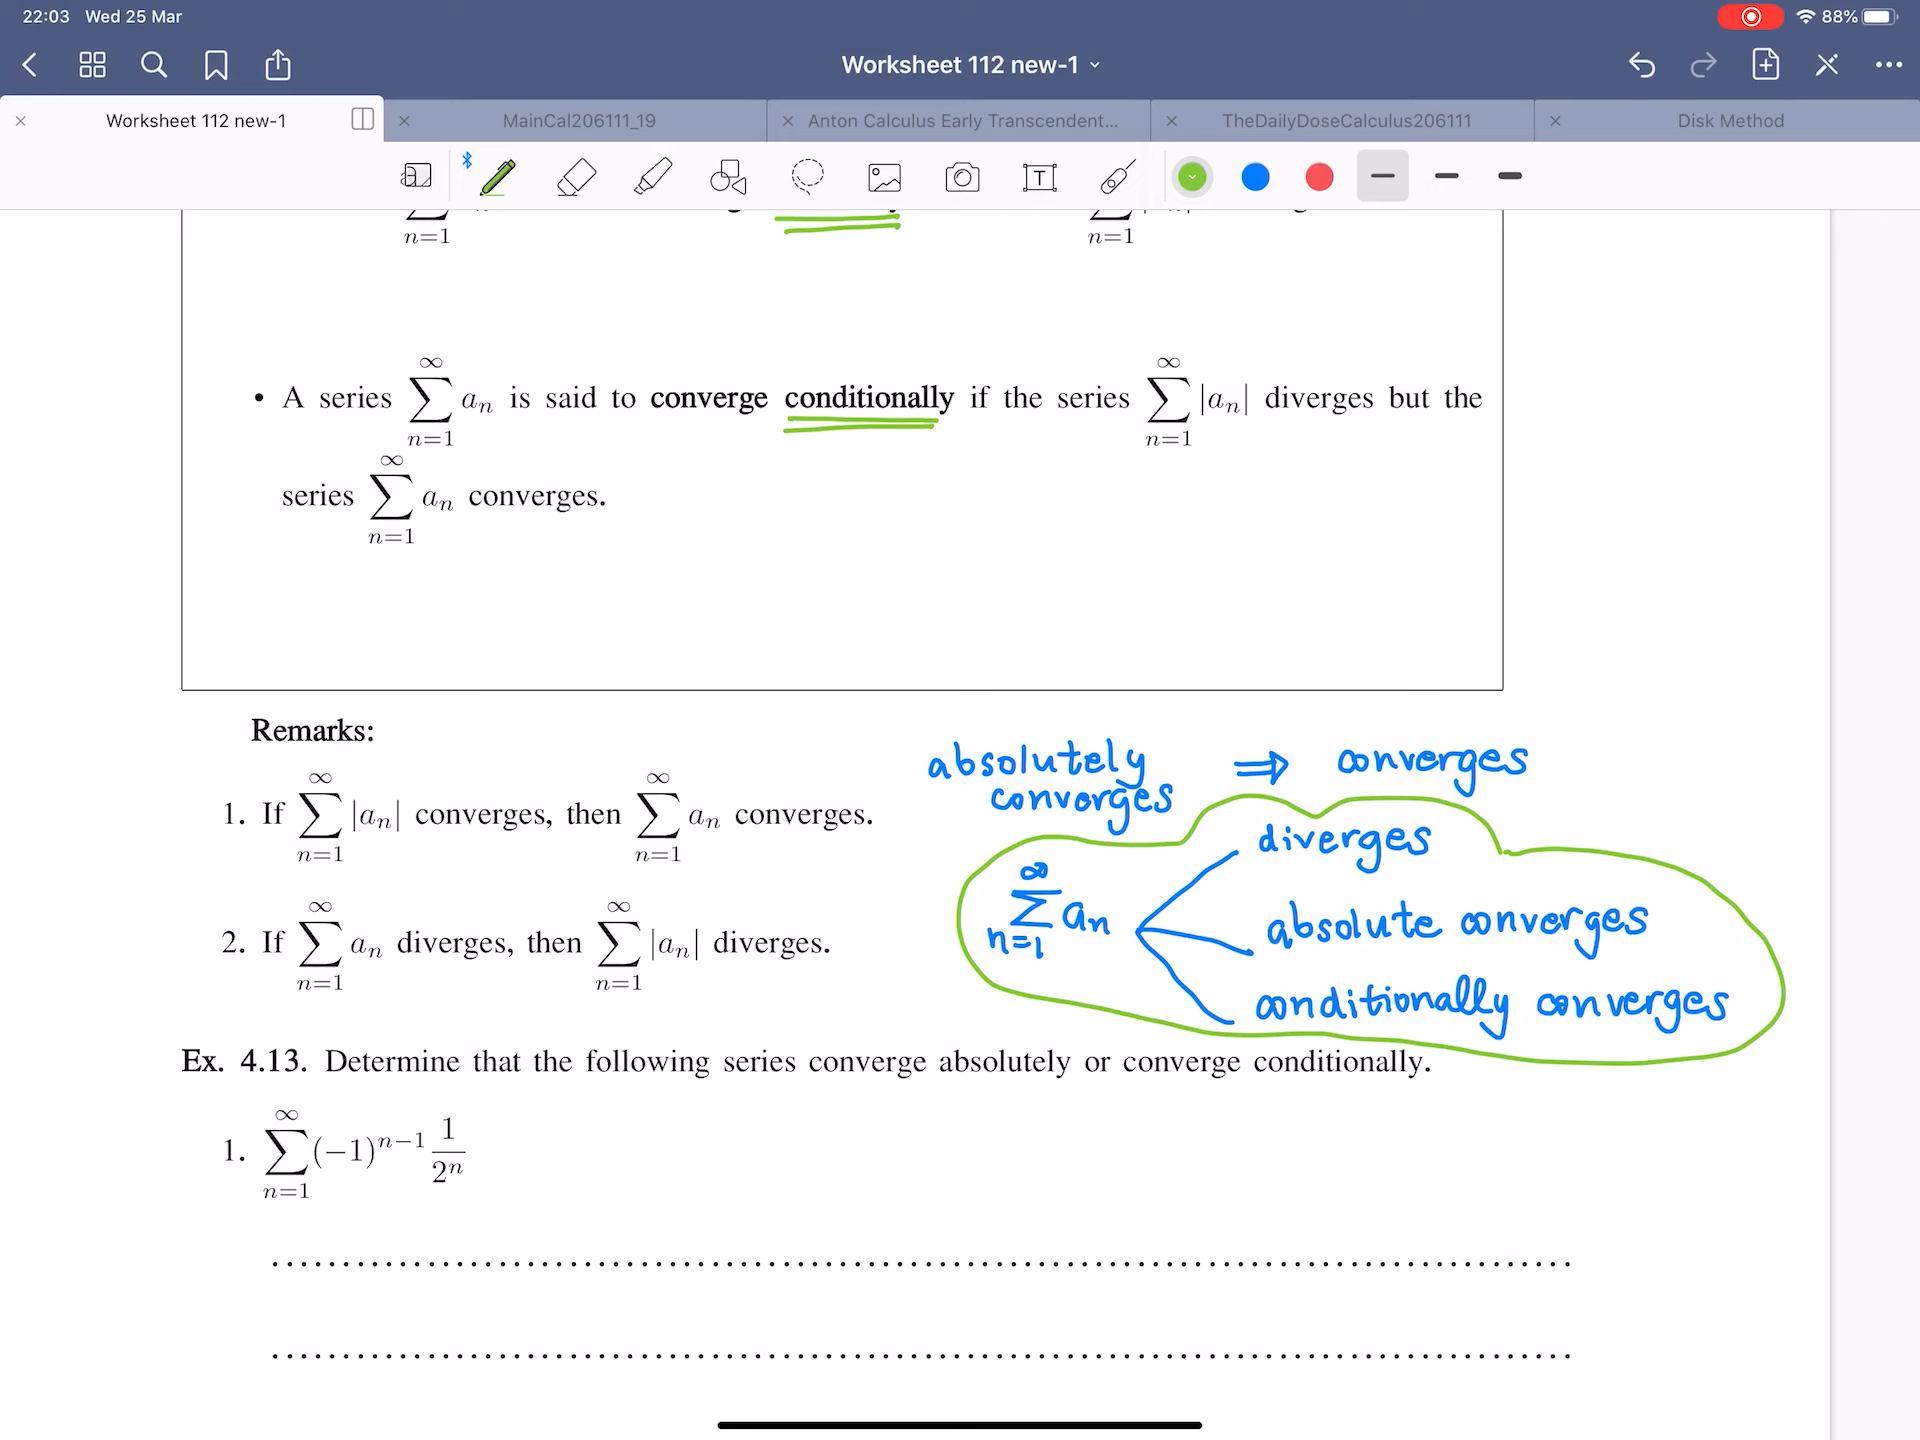 22:03 Wed 25 Mar 88%
Worksheet 112 new-1
Worksheet 112 new-1 MainCal206111_19 Anton Calculus Early Transcendent... TheDailyDoseCalculus206111 Disk Method
n=1 n=1
• A series ∑_{n=1}^{∞} a_n is said to converge conditionally if the series ∑_{n=1}^{∞} |a_n| diverges but the
series ∑_{n=1}^{∞} a_n converges.
Remarks:
1. If ∑_{n=1}^{∞} |a_n| converges, then ∑_{n=1}^{∞} a_n converges.
2. If ∑_{n=1}^{∞} a_n diverges, then ∑_{n=1}^{∞} |a_n| diverges.
absolutely ⇒ converges
converges
diverges
∑_{n=1}^{∞} a_n absolute converges
conditionally converges
Ex. 4.13. Determine that the following series converge absolutely or converge conditionally.
1. ∑_{n=1}^{∞} (−1)^{n−1} 1/2^n